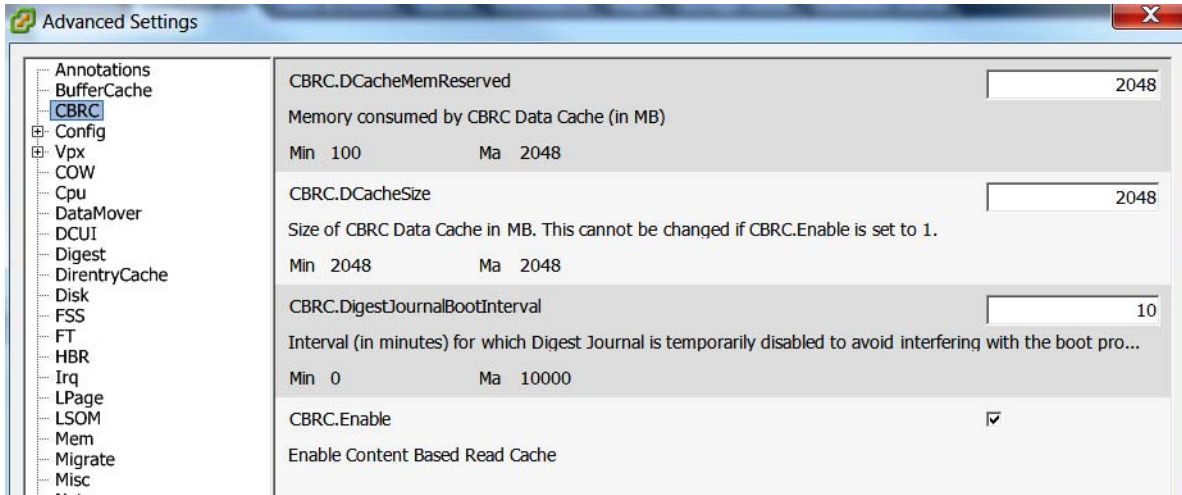 Advanced Settings
X
Annotations
BufferCache
CBRC
Config
Vpx
COW
Cpu
DataMover
DCUI
Digest
DirentryCache
Disk
FSS
FT
HBR
Irq
LPage
LSOM
Mem
Migrate
Misc
CBRC.DCacheMemReserved
2048
Memory consumed by CBRC Data Cache (in MB)
Min 100 Ma 2048
CBRC.DCacheSize
2048
Size of CBRC Data Cache in MB. This cannot be changed if CBRC.Enable is set to 1.
Min 2048 Ma 2048
CBRC.DigestJournalBootInterval
10
Interval (in minutes) for which Digest Journal is temporarily disabled to avoid interfering with the boot pro...
Min 0 Ma 10000
CBRC.Enable
Enable Content Based Read Cache